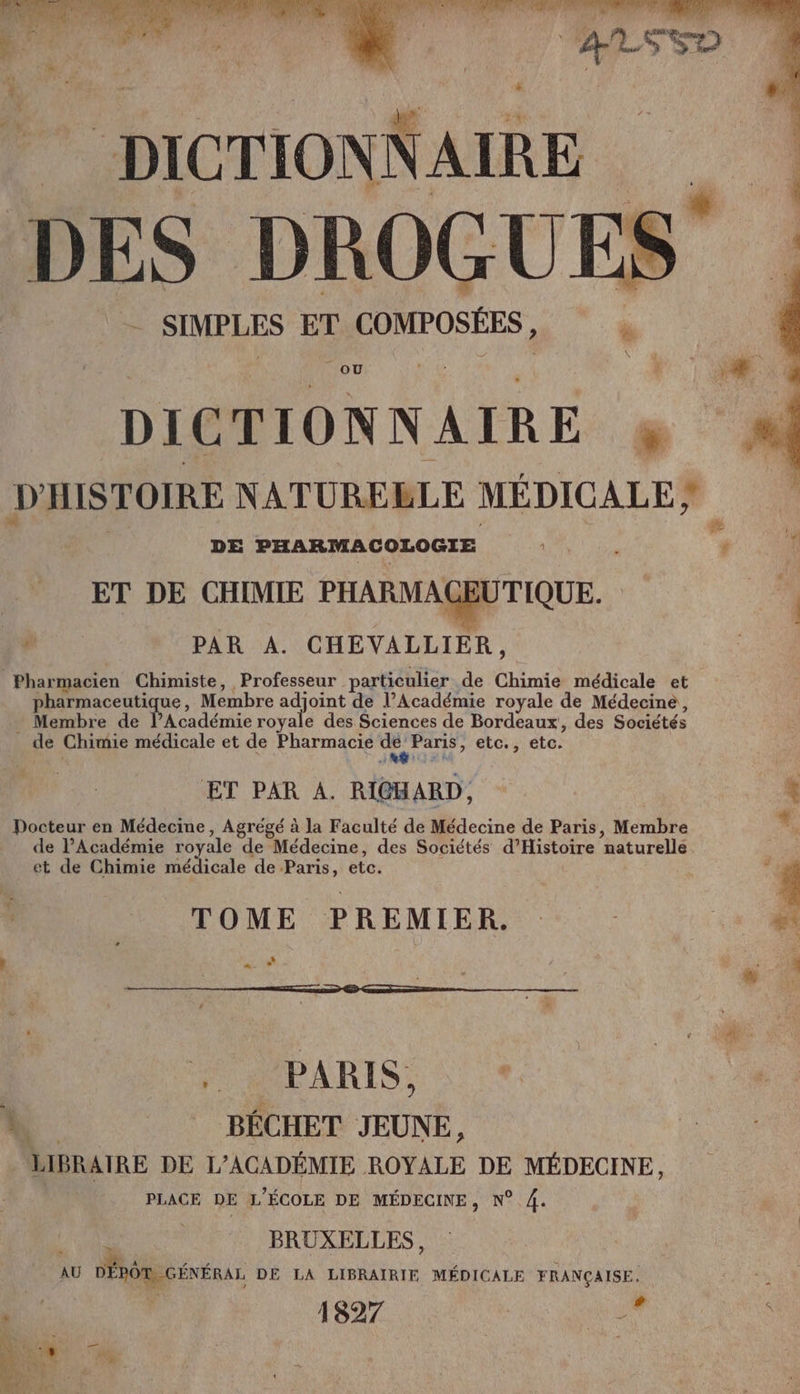 DICTIONNAIRE
DES DROGUES
SIMPLES ET COMPOSÉES,
OU
DICTIONNAIRE
D'HISTOIRE NATURELLE MÉDICALE,
DE PHARMACOLOGIE
ET DE CHIMIE PHARMACEUTIQUE.
PAR A. CHEVALLIER,
Pharmacien Chimiste, Professeur particulier de Chimie médicale et
pharmaceutique, Membre adjoint de l'Académie royale de Médecine,
Membre de l'Académie royale des Sciences de Bordeaux, des Sociétés
de Chimie médicale et de Pharmacie de Paris, etc., etc.
ET PAR A. RICHARD,
Docteur en Médecine, Agrégé à la Faculté de Médecine de Paris, Membre
de l'Académie royale de Médecine, des Sociétés d'Histoire naturelle
et de Chimie médicale de Paris, etc.
TOME PREMIER.
PARIS,
BÉCHET JEUNE,
LIBRAIRE DE L'ACADÉMIE ROYALE DE MÉDECINE,
PLACE DE L'ÉCOLE DE MÉDECINE, N° 4.
BRUXELLES,
AU DÉPÔT GÉNÉRAL DE LA LIBRAIRIE MÉDICALE FRANÇAISE.
1827